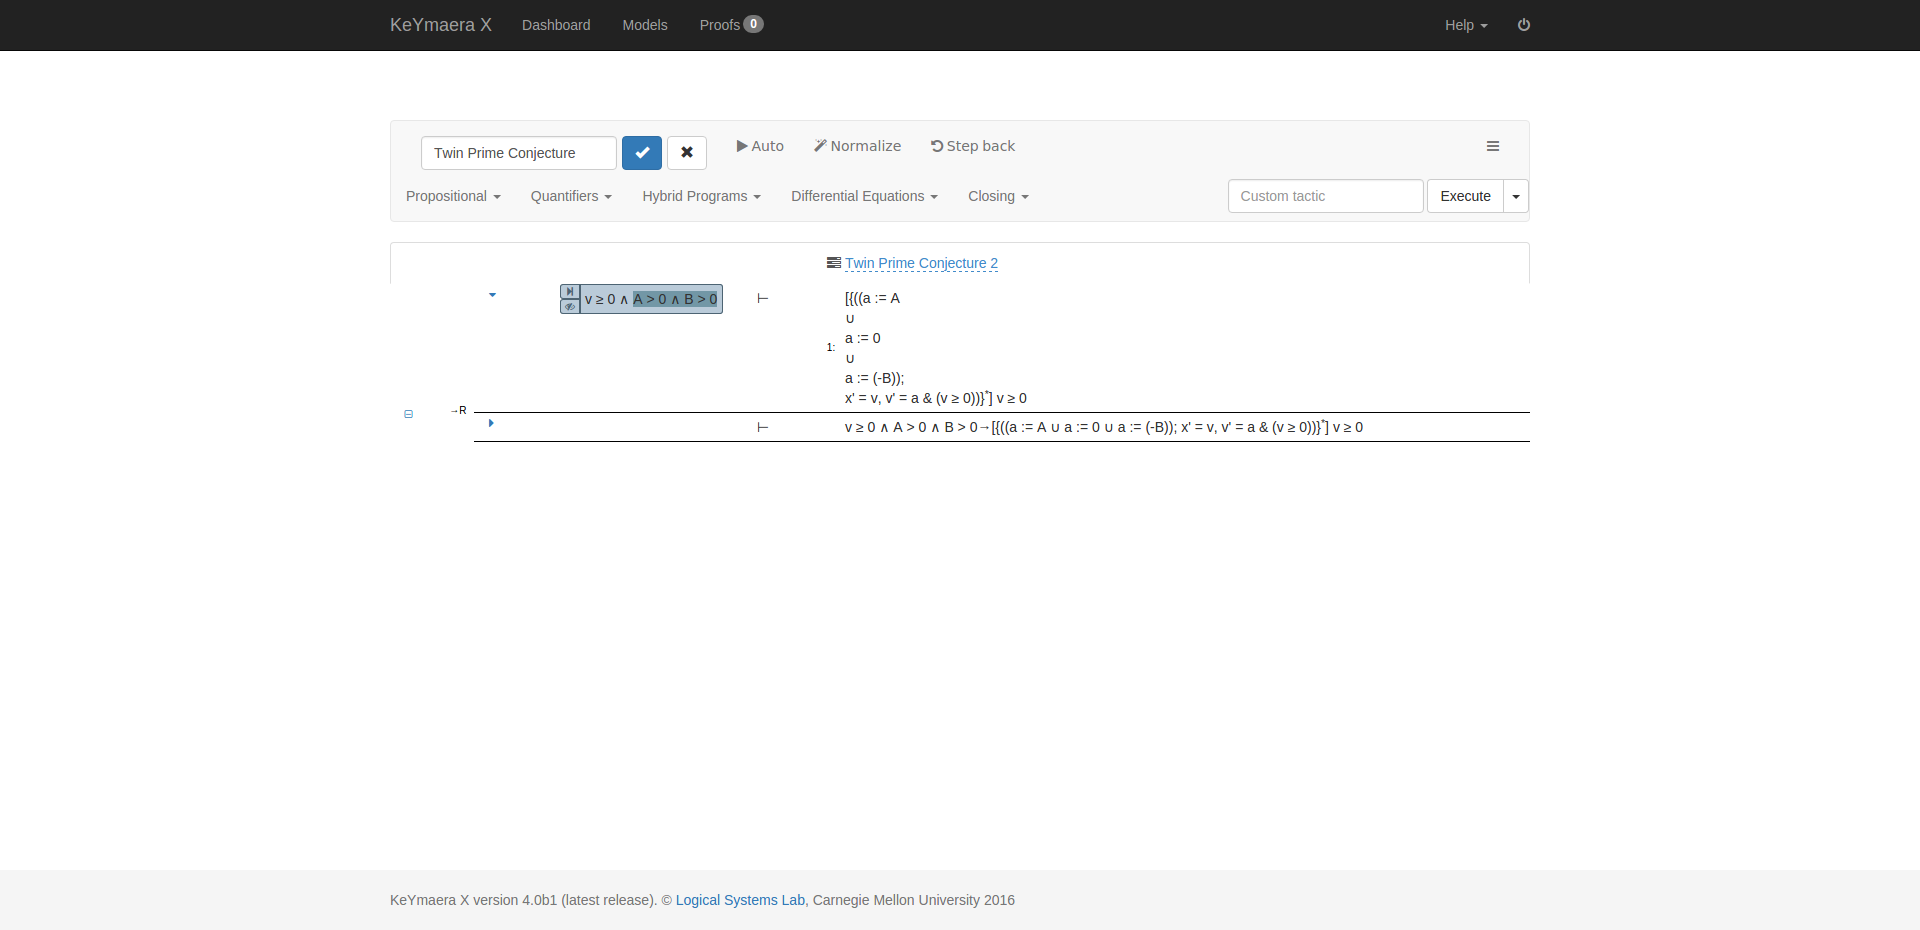 KeYmaera X Dashboard Models Proofs 0 Help
Twin Prime Conjecture Auto Normalize Step back
Propositional Quantifiers Hybrid Programs Differential Equations Closing Custom tactic Execute
Twin Prime Conjecture 2
v ≥ 0 ∧ A > 0 ∧ B > 0 ⊢ [{((a := A
∪
a := 0
1:
∪
a := (-B));
x' = v, v' = a & (v ≥ 0))}*] v ≥ 0
→R
⊢ v ≥ 0 ∧ A > 0 ∧ B > 0→[{((a := A ∪ a := 0 ∪ a := (-B)); x' = v, v' = a & (v ≥ 0))}*] v ≥ 0
KeYmaera X version 4.0b1 (latest release). © Logical Systems Lab, Carnegie Mellon University 2016